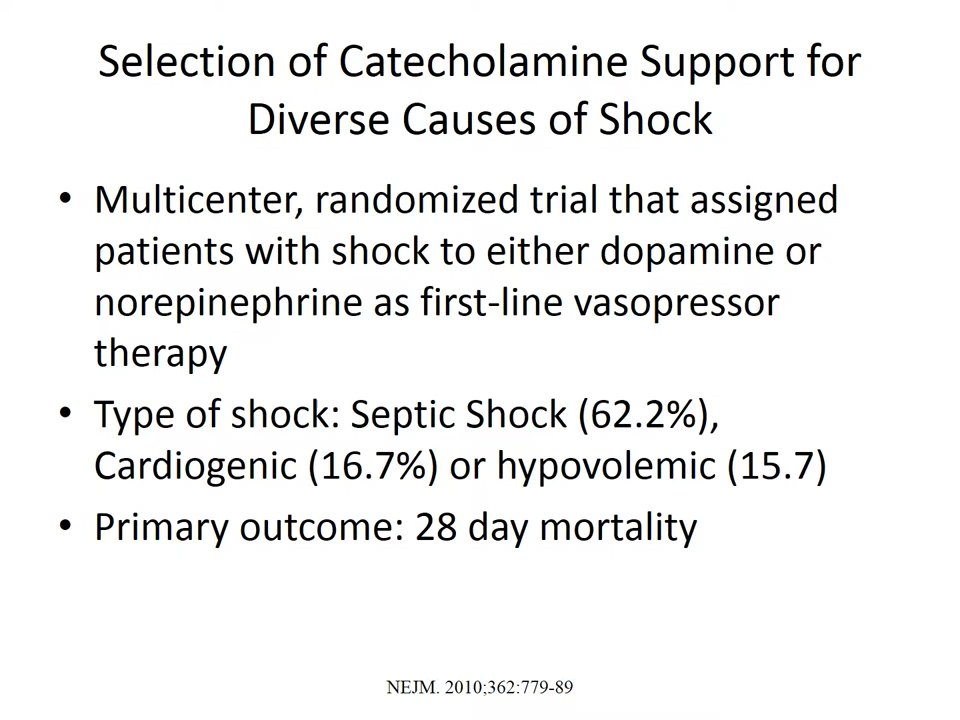 Selection of Catecholamine Support for
Diverse Causes of Shock
• Multicenter, randomized trial that assigned
patients with shock to either dopamine or
norepinephrine as first-line vasopressor
therapy
• Type of shock: Septic Shock (62.2%),
Cardiogenic (16.7%) or hypovolemic (15.7)
• Primary outcome: 28 day mortality
NEJM. 2010;362:779-89